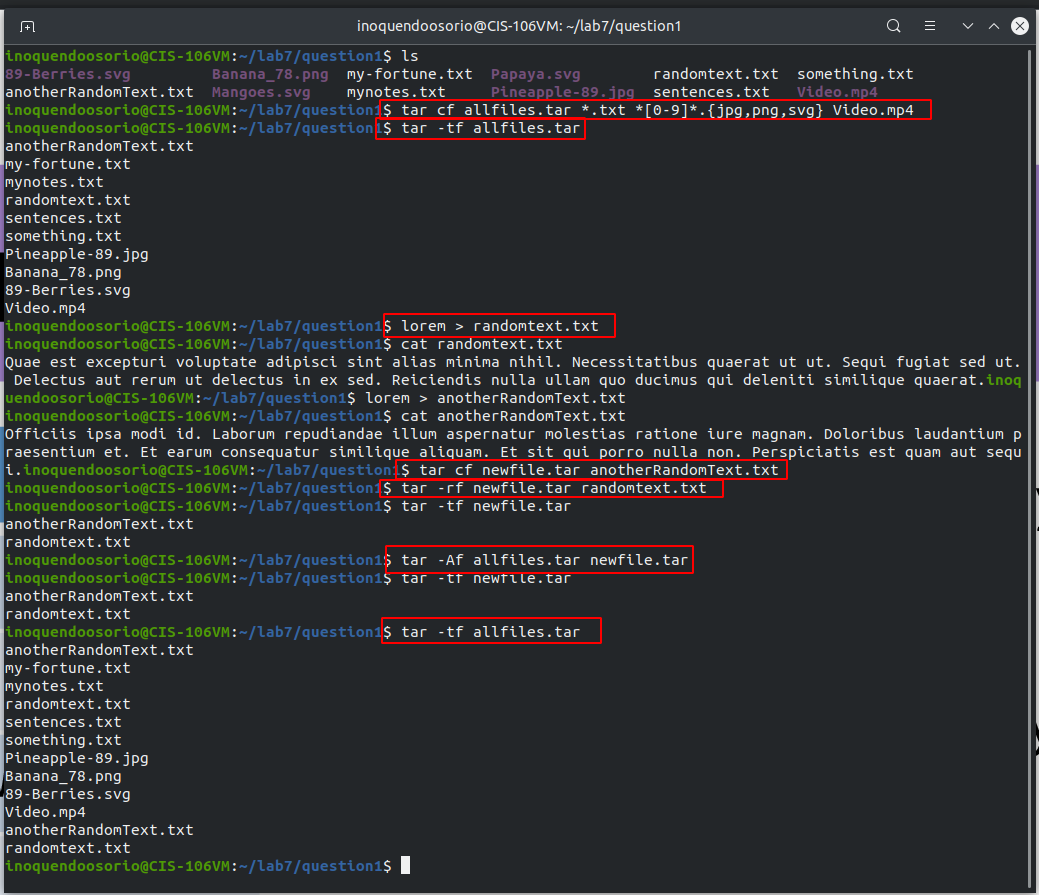 inoquendoosorio@CIS-106VM: ~/lab7/question1
inoquendoosorio@CIS-106VM:~/lab7/question1$ ls
89-Berries.svg Banana_78.png my-fortune.txt Papaya.svg randomtext.txt something.txt
anotherRandomText.txt Mangoes.svg mynotes.txt Pineapple-89.jpg sentences.txt Video.mp4
inoquendoosorio@CIS-106VM:~/lab7/question1$ tar cf allfiles.tar *.txt *[0-9]*.{jpg,png,svg} Video.mp4
inoquendoosorio@CIS-106VM:~/lab7/question1$ tar -tf allfiles.tar
anotherRandomText.txt
my-fortune.txt
mynotes.txt
randomtext.txt
sentences.txt
something.txt
Pineapple-89.jpg
Banana_78.png
89-Berries.svg
Video.mp4
inoquendoosorio@CIS-106VM:~/lab7/question1$ lorem > randomtext.txt
inoquendoosorio@CIS-106VM:~/lab7/question1$ cat randomtext.txt
Quae est excepturi voluptate adipisci sint alias minima nihil. Necessitatibus quaerat ut ut. Sequi fugiat sed ut.
Delectus aut rerum ut delectus in ex sed. Reiciendis nulla ullam quo ducimus qui deleniti similique quaerat.inoq
uendoosorio@CIS-106VM:~/lab7/question1$ lorem > anotherRandomText.txt
inoquendoosorio@CIS-106VM:~/lab7/question1$ cat anotherRandomText.txt
Officiis ipsa modi id. Laborum repudiandae illum aspernatur molestias ratione iure magnam. Doloribus laudantium p
raesentium et. Et earum consequatur similique aliquam. Et sit qui porro nulla non. Perspiciatis est quam aut sequ
i.inoquendoosorio@CIS-106VM:~/lab7/question1$ tar cf newfile.tar anotherRandomText.txt
inoquendoosorio@CIS-106VM:~/lab7/question1$ tar -rf newfile.tar randomtext.txt
inoquendoosorio@CIS-106VM:~/lab7/question1$ tar -tf newfile.tar
anotherRandomText.txt
randomtext.txt
inoquendoosorio@CIS-106VM:~/lab7/question1$ tar -Af allfiles.tar newfile.tar
inoquendoosorio@CIS-106VM:~/lab7/question1$ tar -tf newfile.tar
anotherRandomText.txt
randomtext.txt
inoquendoosorio@CIS-106VM:~/lab7/question1$ tar -tf allfiles.tar
anotherRandomText.txt
my-fortune.txt
mynotes.txt
randomtext.txt
sentences.txt
something.txt
Pineapple-89.jpg
Banana_78.png
89-Berries.svg
Video.mp4
anotherRandomText.txt
randomtext.txt
inoquendoosorio@CIS-106VM:~/lab7/question1$